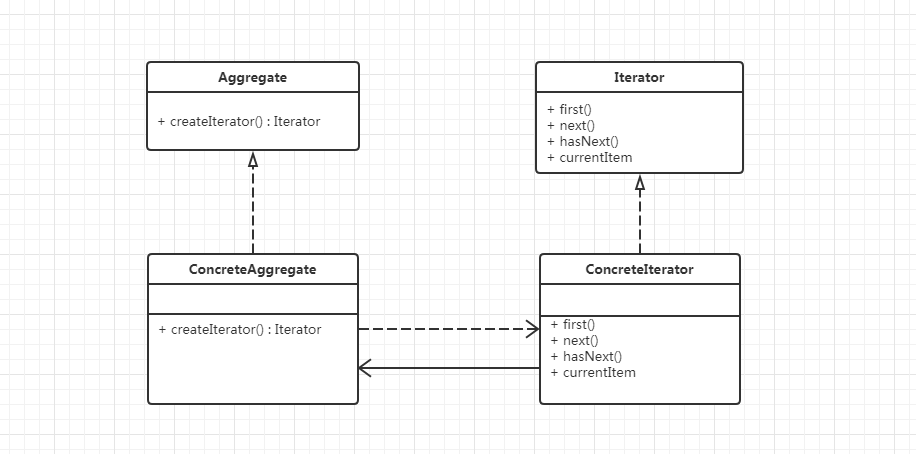 Aggregate
+ createIterator() : Iterator
Iterator
+ first()
+ next()
+ hasNext()
+ currentItem
ConcreteAggregate
+ createIterator() : Iterator
ConcreteIterator
+ first()
+ next()
+ hasNext()
+ currentItem